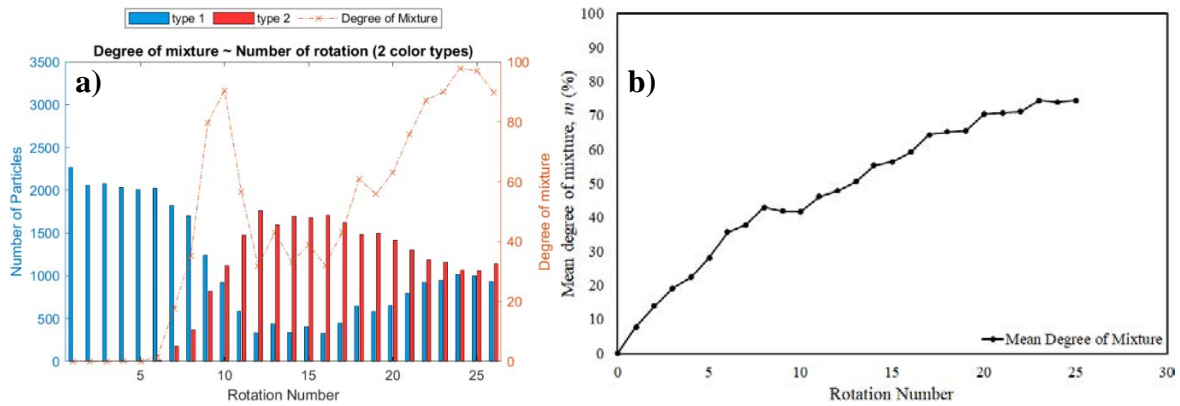 type 1 type 2 Degree of Mixture
Degree of mixture ~ Number of rotation (2 color types)
a)
Number of Particles
3500
3000
2500
2000
1500
1000
500
0
100
80
60
40
20
0
Degree of mixture
5 10 15 20 25
Rotation Number
b)
Mean degree of mixture, m (%)
100
90
80
70
60
50
40
30
20
10
0
Mean Degree of Mixture
0 5 10 15 20 25 30
Rotation Number